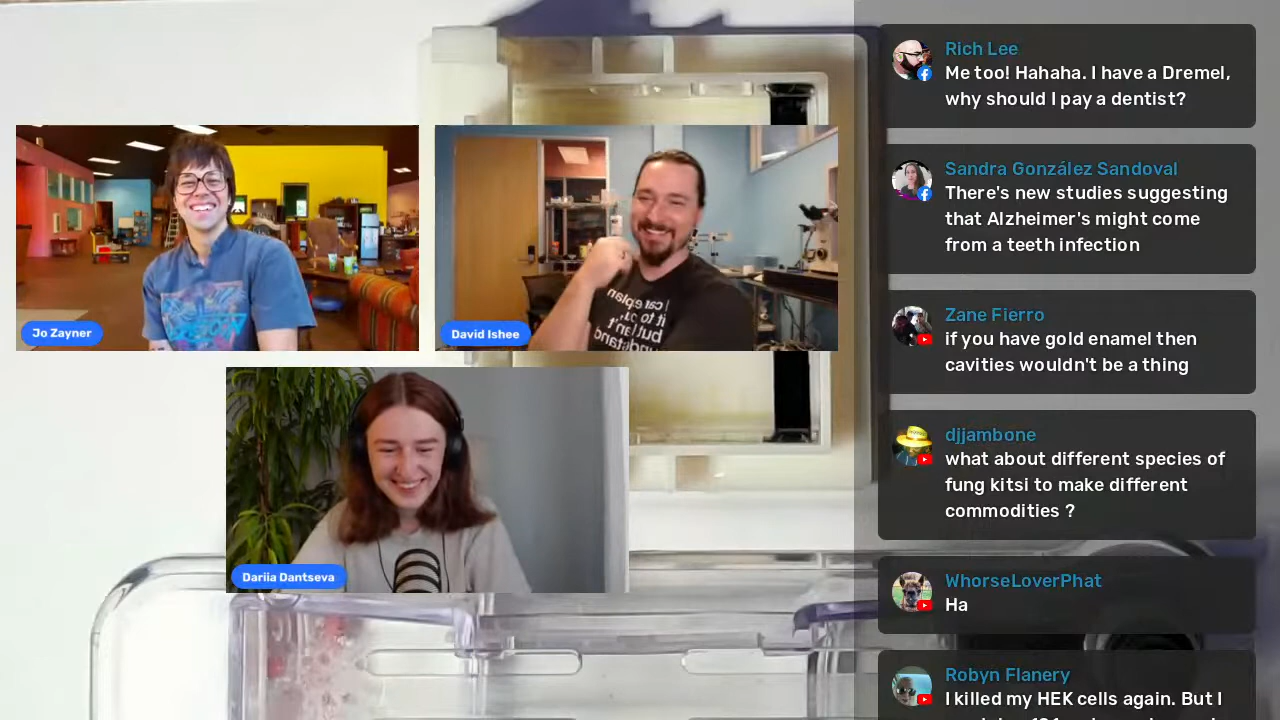 Jo Zayner
David Ishee
Dariia Dantseva
Rich Lee
Me too! Hahaha. I have a Dremel,
why should I pay a dentist?
Sandra González Sandoval
There's new studies suggesting
that Alzheimer's might come
from a teeth infection
Zane Fierro
if you have gold enamel then
cavities wouldn't be a thing
djjambone
what about different species of
fung kitsi to make different
commodities ?
WhorseLoverPhat
Ha
Robyn Flanery
I killed my HEK cells again. But I